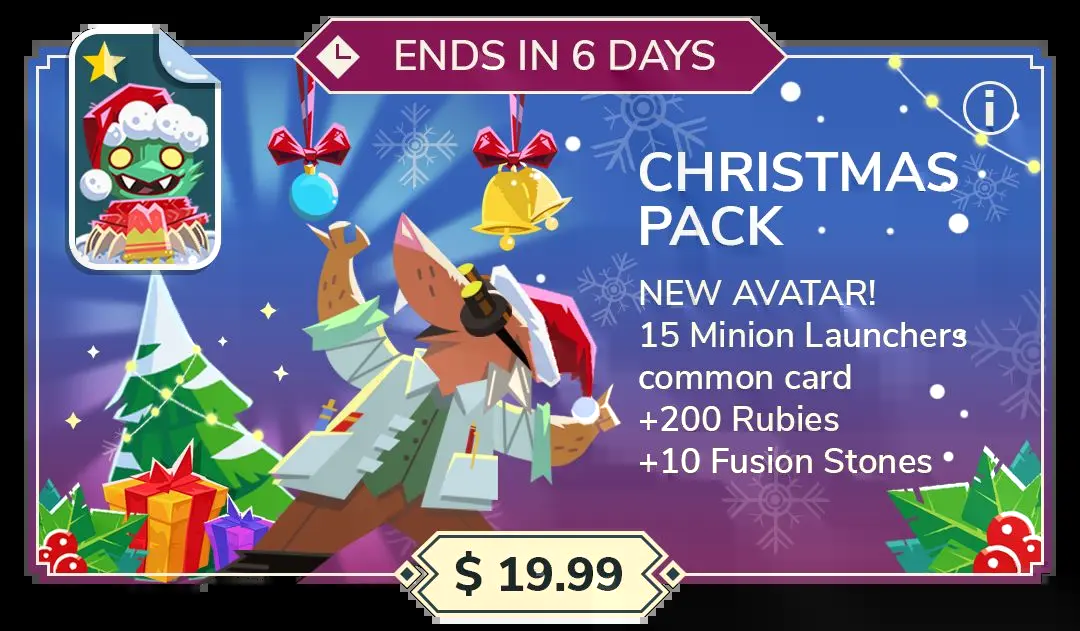 ENDS IN 6 DAYS
i
CHRISTMAS
PACK
NEW AVATAR!
15 Minion Launchers
common card
+200 Rubies
+10 Fusion Stones
$ 19.99